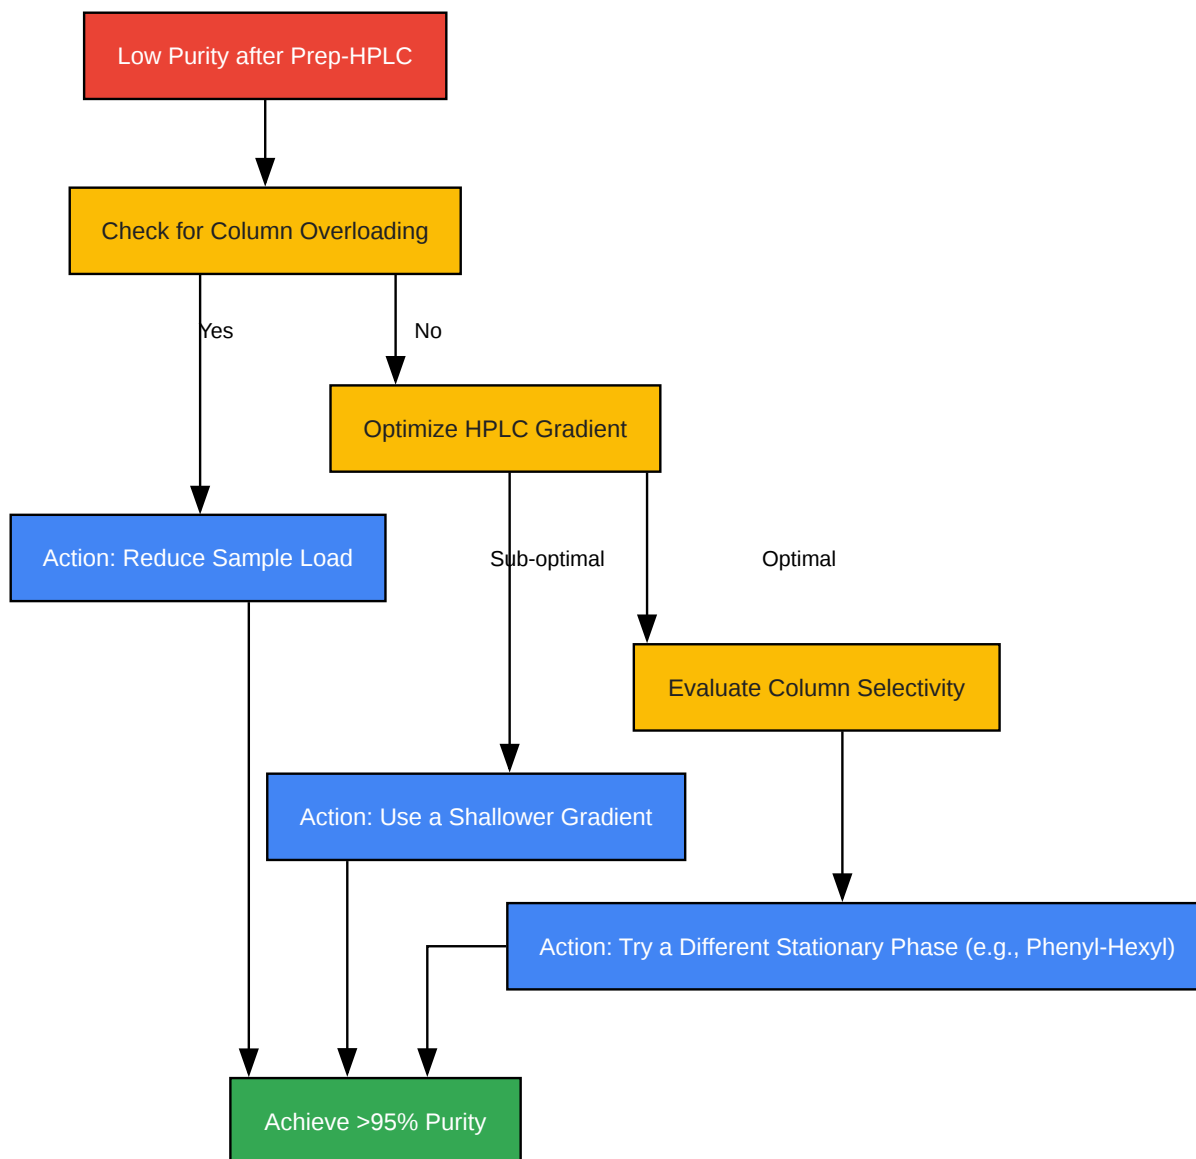 Low Purity after Prep-HPLC
Check for Column Overloading
Yes
No
Optimize HPLC Gradient
Action: Reduce Sample Load
Sub-optimal
Optimal
Evaluate Column Selectivity
Action: Use a Shallower Gradient
Action: Try a Different Stationary Phase (e.g., Phenyl-Hexyl)
Achieve >95% Purity